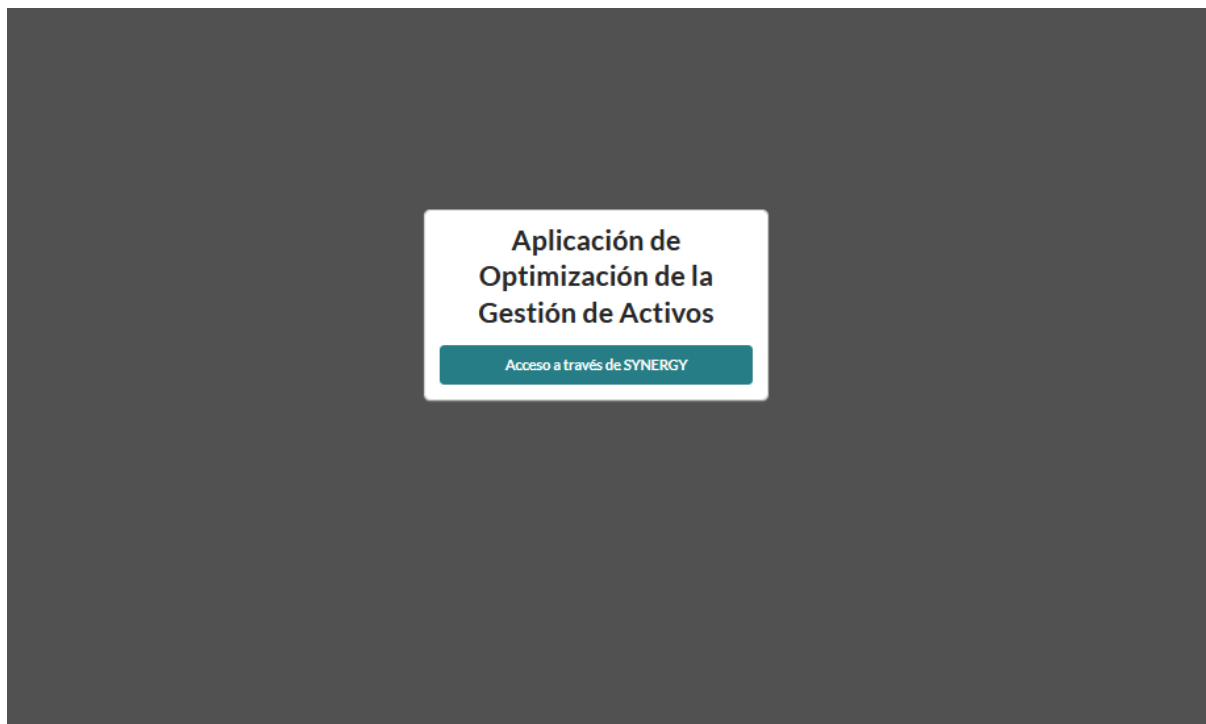 Aplicación de
Optimización de la
Gestión de Activos
Acceso a través de SYNERGY